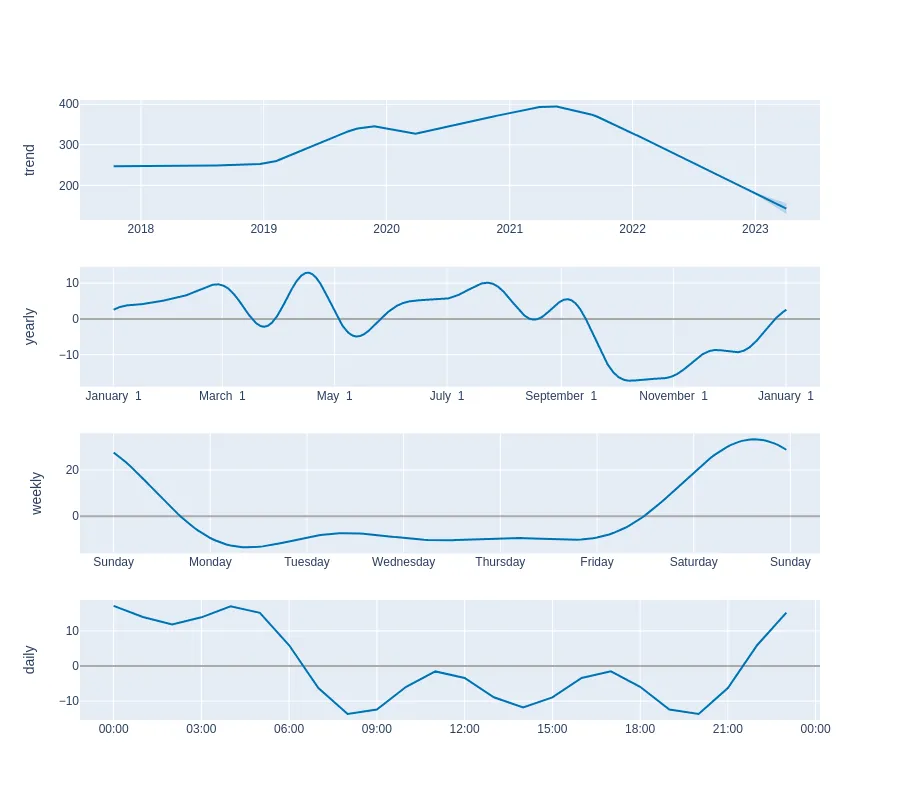 trend
400
300
200
2018 2019 2020 2021 2022 2023
yearly
10
0
−10
January 1 March 1 May 1 July 1 September 1 November 1 January 1
weekly
20
0
Sunday Monday Tuesday Wednesday Thursday Friday Saturday Sunday
daily
10
0
−10
00:00 03:00 06:00 09:00 12:00 15:00 18:00 21:00 00:00